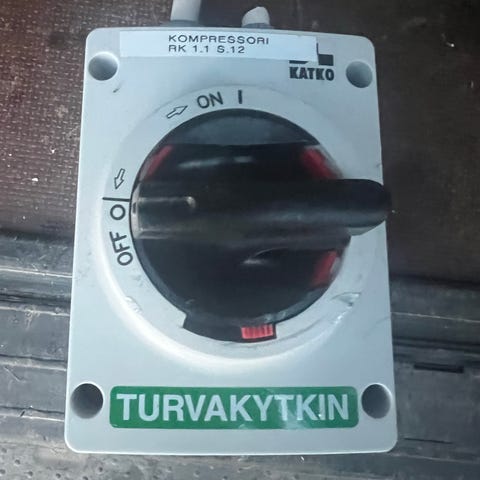 KOMPRESSORI
RK 1.1 S.12
KATKO
ON I
OFF O
TURVAKYTKIN